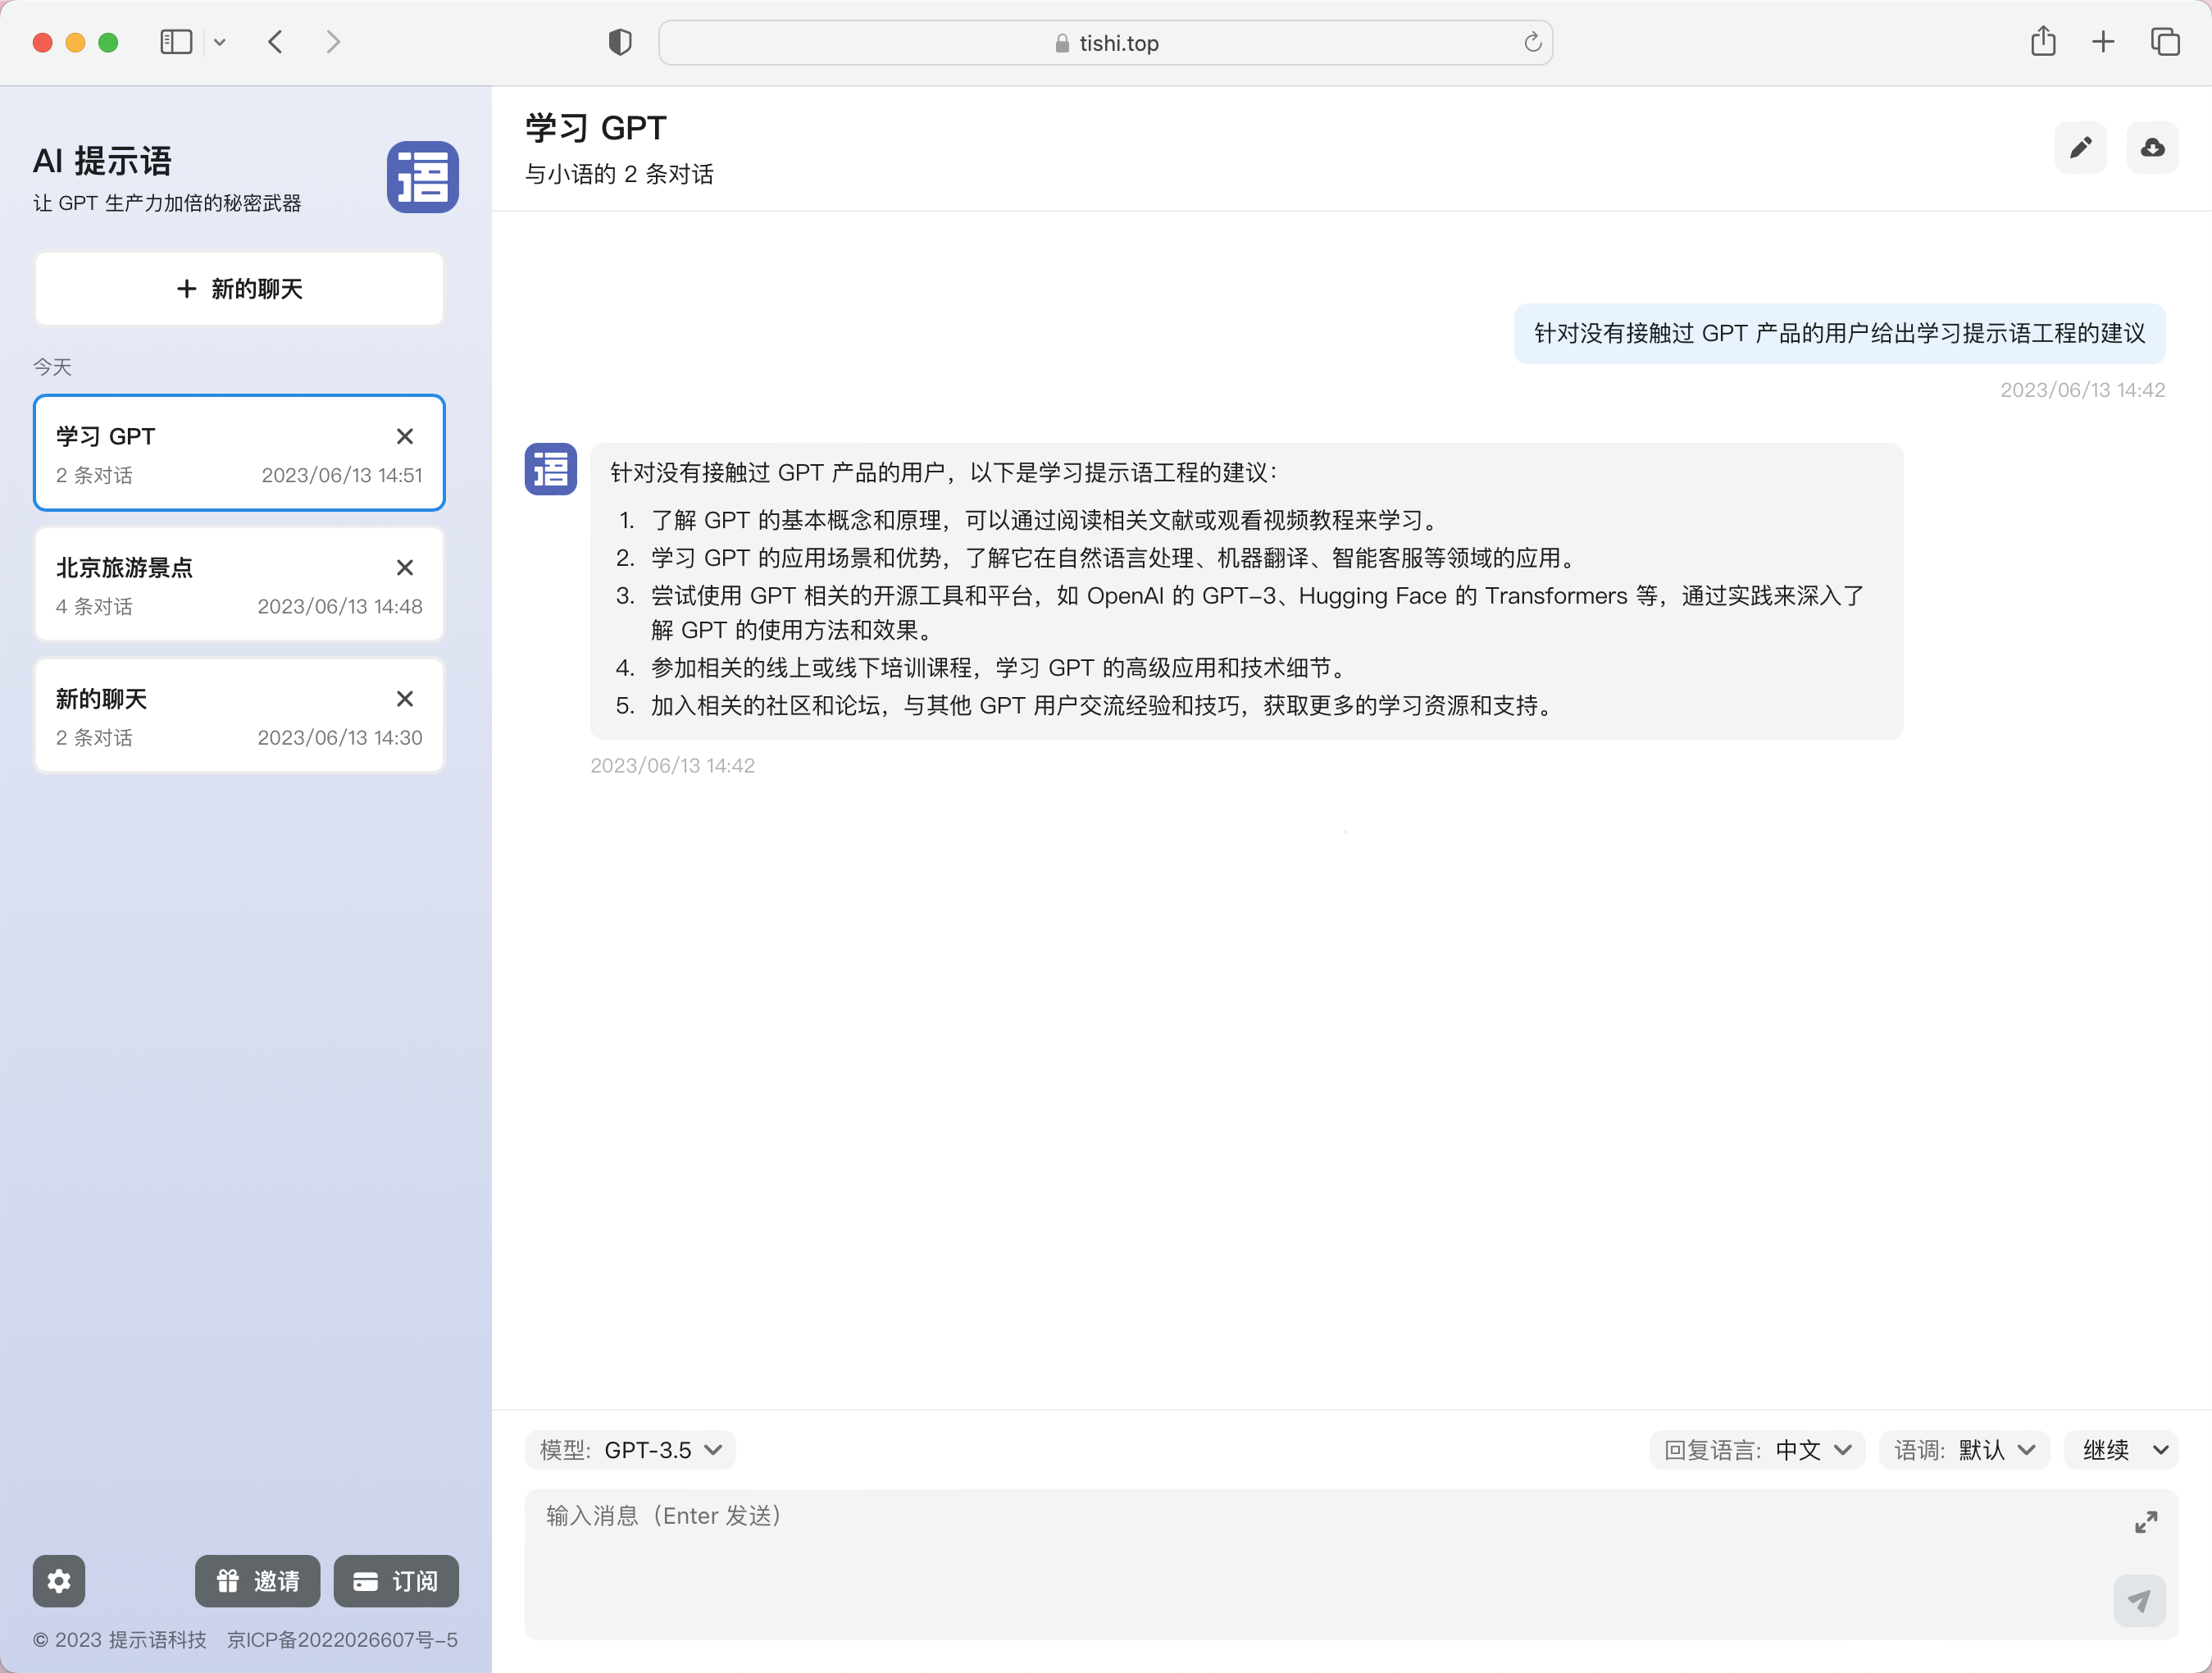 tishi.top
AI 提示语
让 GPT 生产力加倍的秘密武器
语
新的聊天
今天
学习 GPT
2 条对话 2023/06/13 14:51
北京旅游景点
4 条对话 2023/06/13 14:48
新的聊天
2 条对话 2023/06/13 14:30
邀请 订阅
© 2023 提示语科技 京ICP备2022026607号-5
学习 GPT
与小语的 2 条对话
针对没有接触过 GPT 产品的用户给出学习提示语工程的建议
2023/06/13 14:42
语
针对没有接触过 GPT 产品的用户，以下是学习提示语工程的建议：
1. 了解 GPT 的基本概念和原理，可以通过阅读相关文献或观看视频教程来学习。
2. 学习 GPT 的应用场景和优势，了解它在自然语言处理、机器翻译、智能客服等领域的应用。
3. 尝试使用 GPT 相关的开源工具和平台，如 OpenAI 的 GPT-3、Hugging Face 的 Transformers 等，通过实践来深入了
解 GPT 的使用方法和效果。
4. 参加相关的线上或线下培训课程，学习 GPT 的高级应用和技术细节。
5. 加入相关的社区和论坛，与其他 GPT 用户交流经验和技巧，获取更多的学习资源和支持。
2023/06/13 14:42
模型: GPT-3.5 回复语言: 中文 语调: 默认 继续
输入消息（Enter 发送）